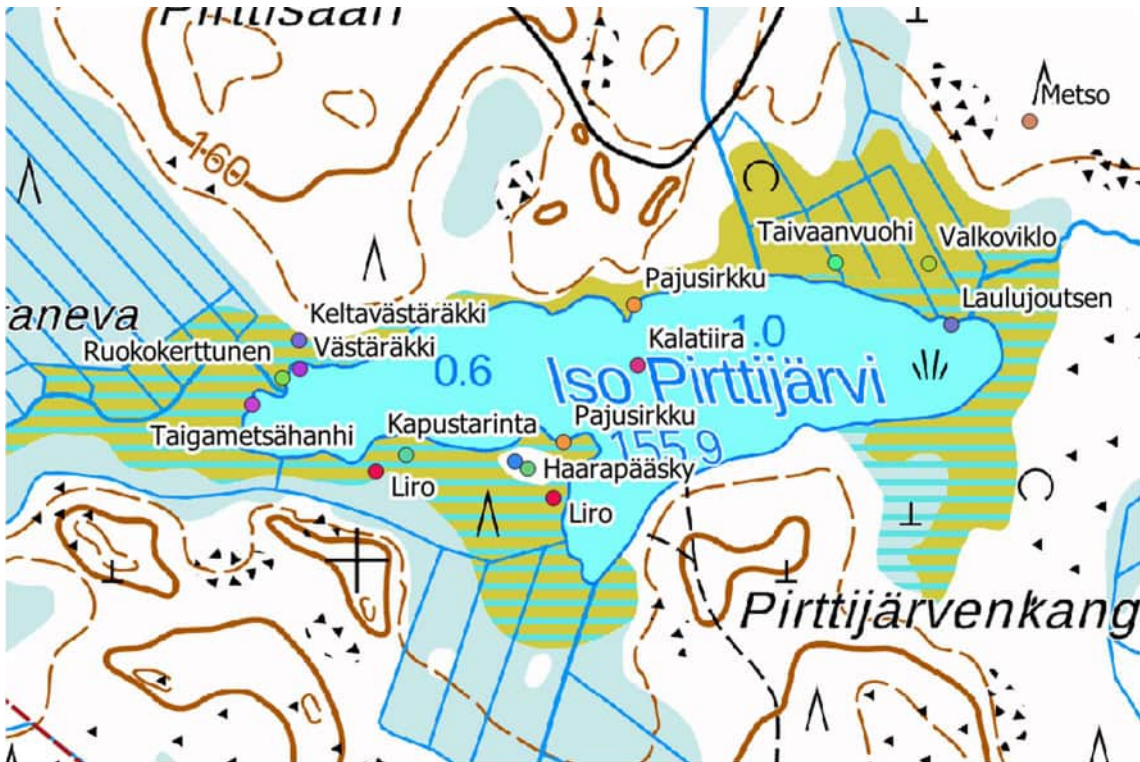 Pirttisaari
Metso
160
Taivaanvuohi
Valkoviklo
Pajusirkku
Laulujoutsen
aneva
Keltavästäräkki
Ruokokerttunen
Västäräkki
Kalatiira
1.0
0.6
Iso Pirttijärvi
Taigametsähanhi
Kapustarinta
Pajusirkku
155.9
Haarapääsky
Liro
Liro
Pirttijärvenkang